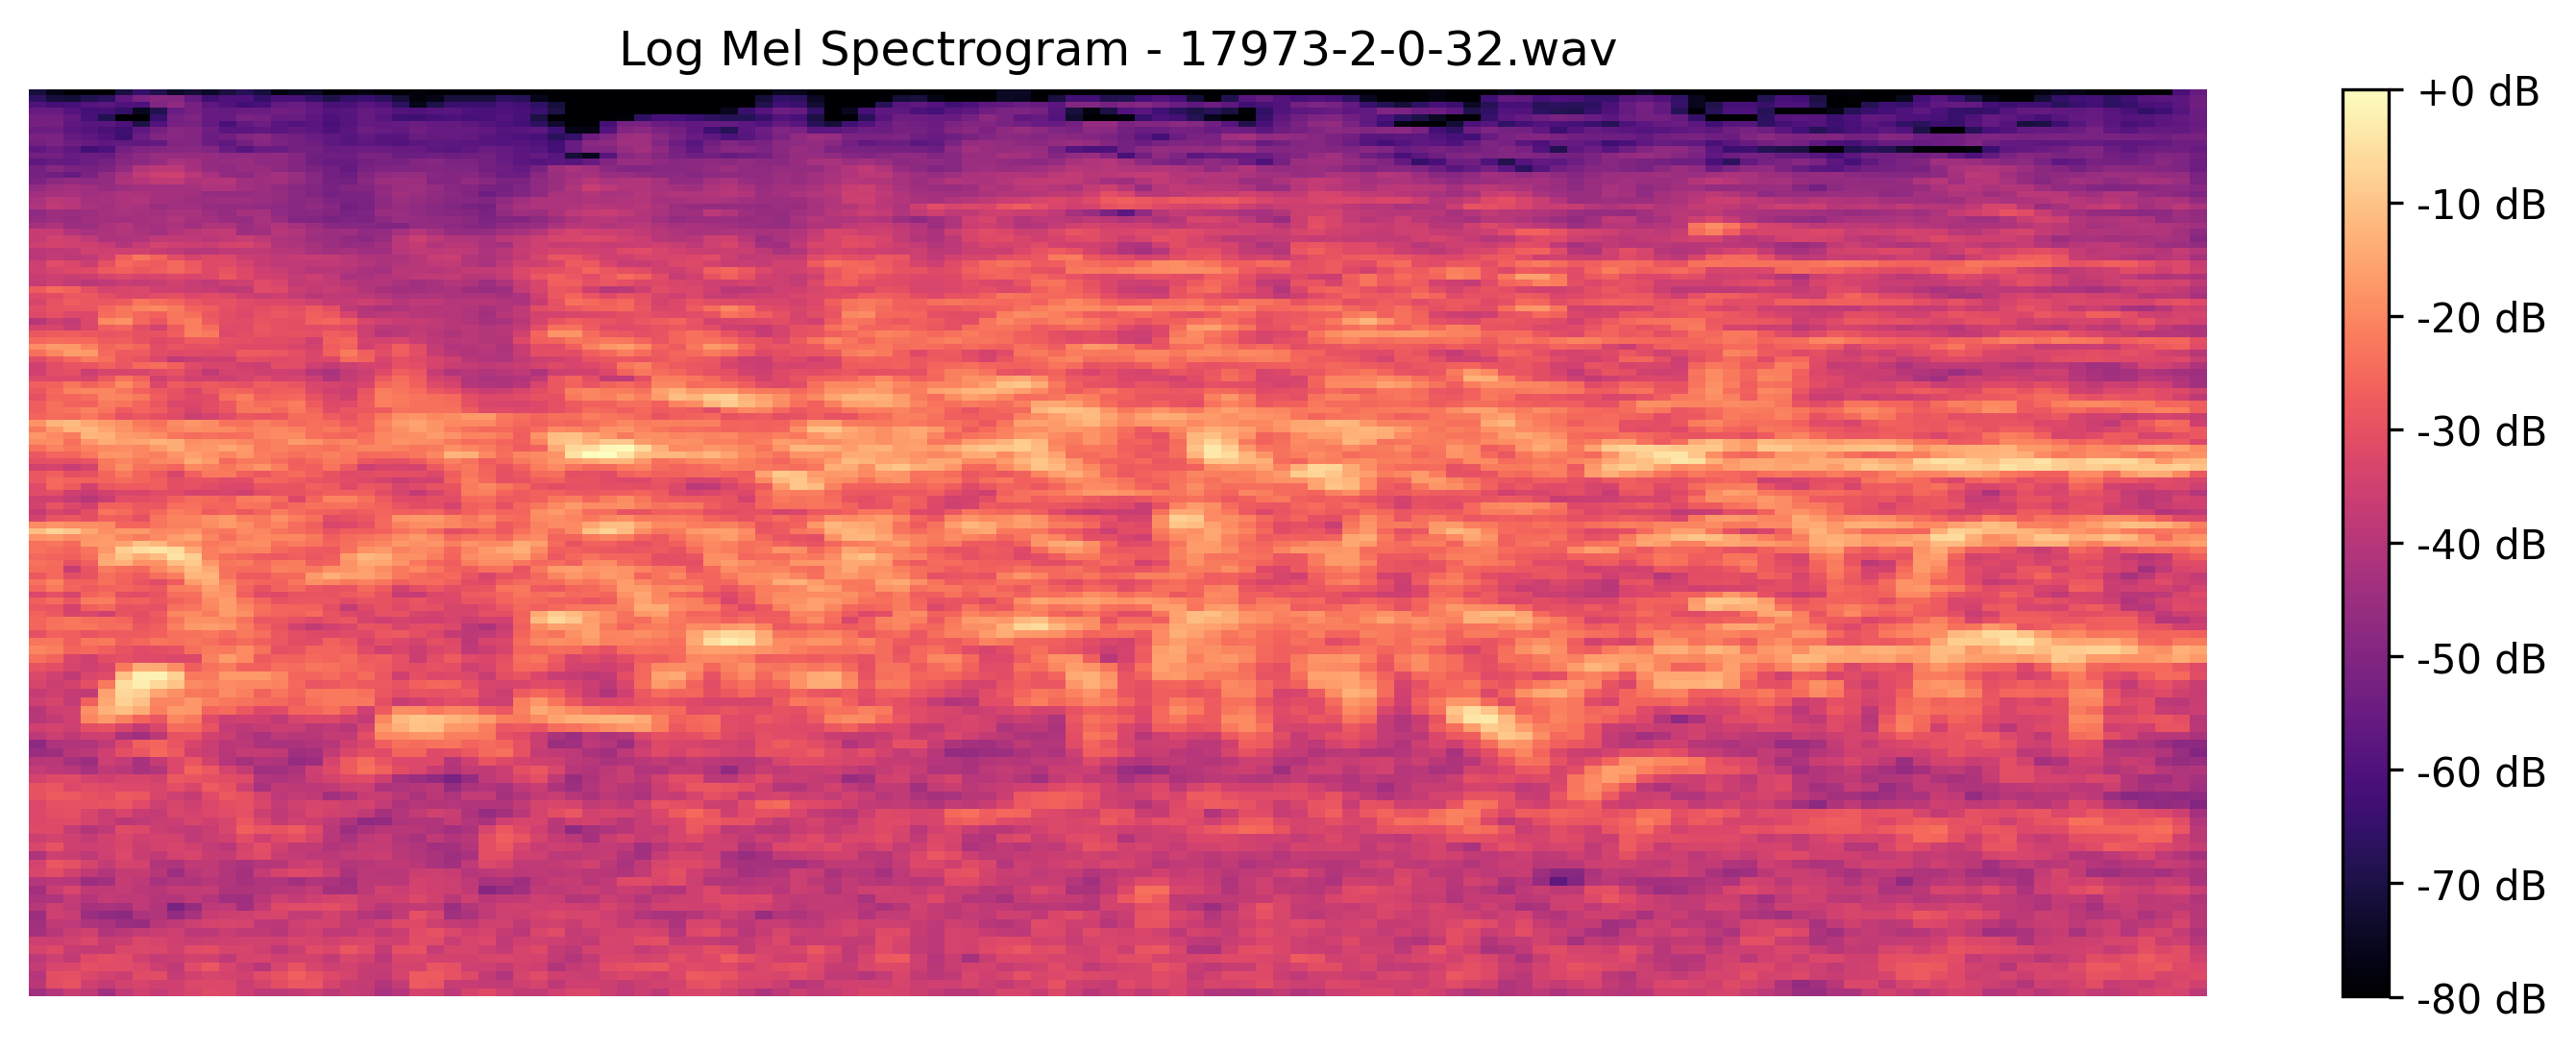 Log Mel Spectrogram - 17973-2-0-32.wav
+0 dB
-10 dB
-20 dB
-30 dB
-40 dB
-50 dB
-60 dB
-70 dB
-80 dB